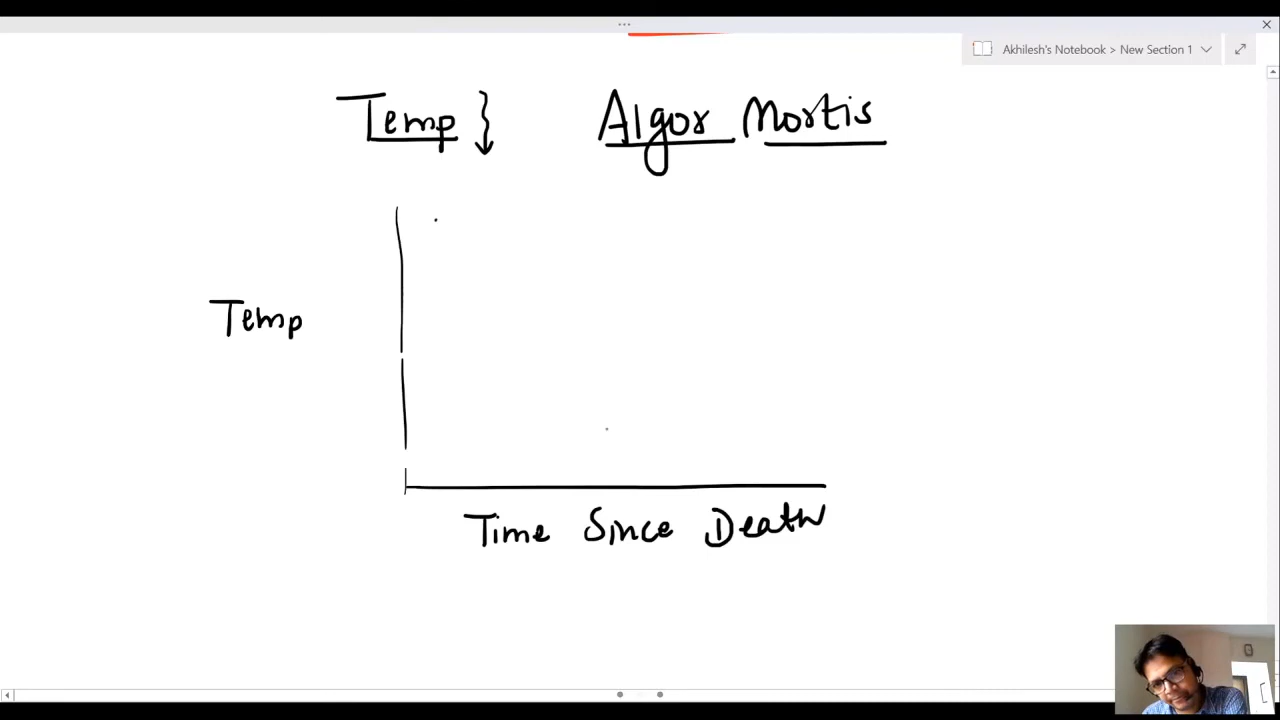 Akhilesh's Notebook > New Section 1
Temp Algor Mortis
Temp
Time Since Death